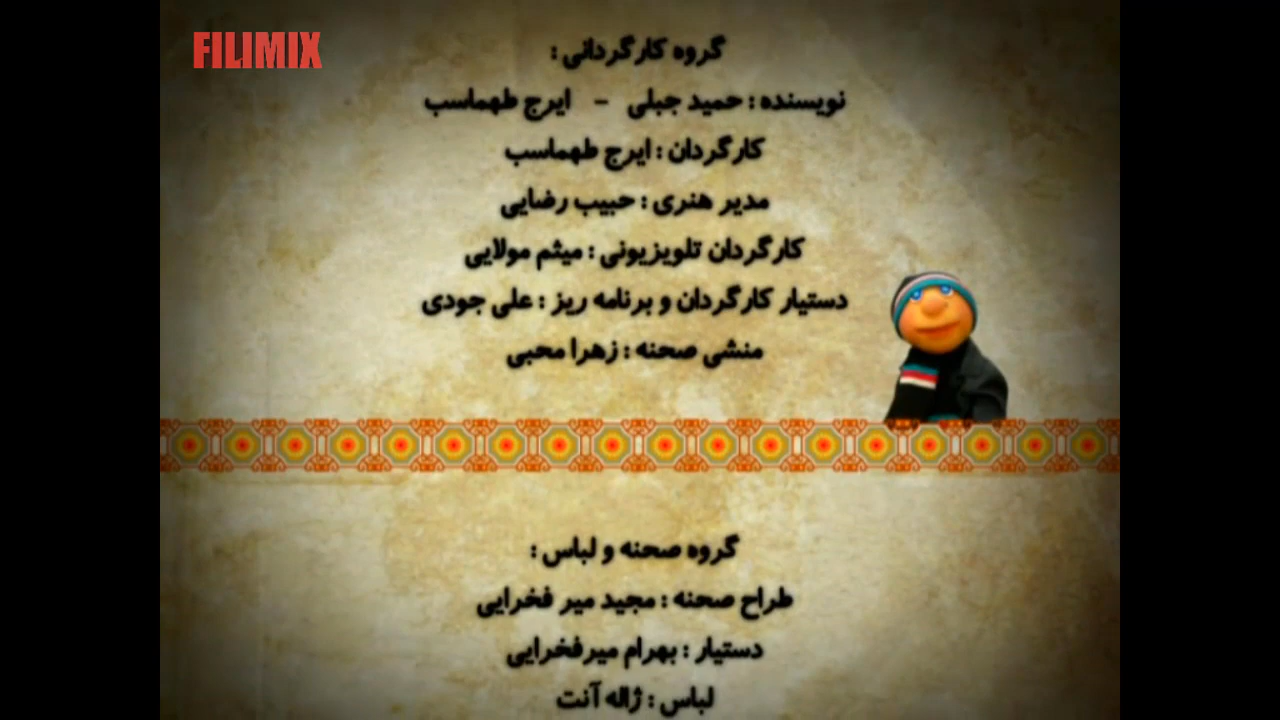 FILIMIX
گروه کارگردانی :
نویسنده : حمید جبلی - ایرج طهماسب
کارگردان : ایرج طهماسب
مدیر هنری : حبیب رضایی
کارگردان تلویزیونی : میثم مولایی
دستیار کارگردان و برنامه ریز : علی جودی
منشی صحنه : زهرا محبی
گروه صحنه و لباس :
طراح صحنه : مجید میر فخرایی
دستیار : بهرام میرفخرایی
لباس : ژاله آنت